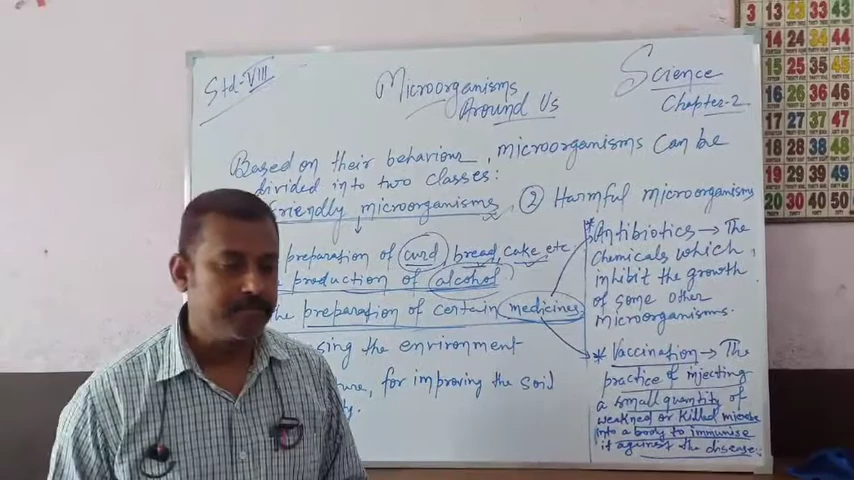 Std-VIII
Microorganisms
Around Us
Science
Chapter-2
Based on their behaviour, microorganisms can be
divided into two classes:
friendly microorganisms
② Harmful microorganisms
preparation of curd bread, cake etc
production of alcohol
the preparation of certain medicines
the environment
for improving the soil
* Antibiotics → The
chemicals which
inhibit the growth
of some other
microorganisms.
* Vaccination → The
practice of injecting
a small quantity of
weakned or killed microbe
into a body to immunise
it against the disease.
3 13 23 33 43
14 24 34 44
15 25 35 45
16 26 36 46
17 27 37 47
18 28 38 48
19 29 39 49
20 30 40 50